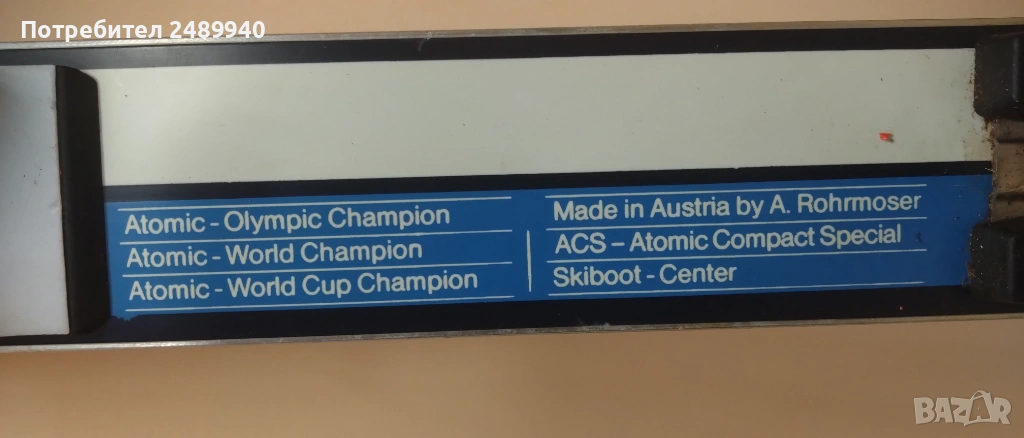 Потребител 2489940
Atomic - Olympic Champion
Atomic - World Champion
Atomic - World Cup Champion
Made in Austria by A. Rohrmoser
ACS - Atomic Compact Special
Skiboot - Center
BAZAR